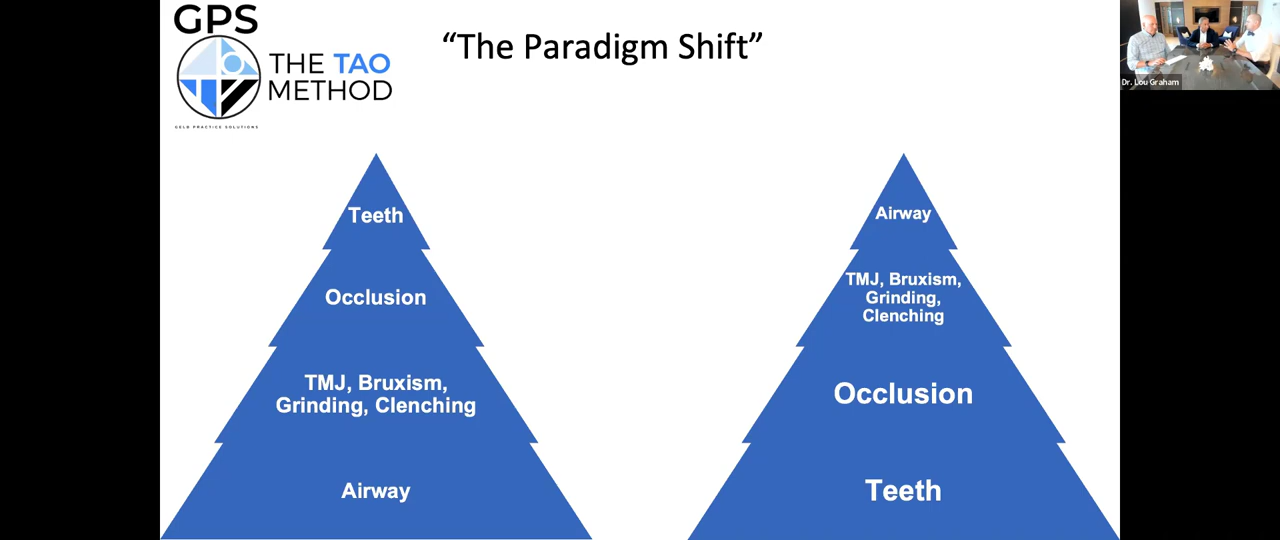 GPS
THE TAO
METHOD
GELB PRACTICE SOLUTIONS
“The Paradigm Shift”
Dr. Lou Graham
Teeth
Occlusion
TMJ, Bruxism,
Grinding, Clenching
Airway
Airway
TMJ, Bruxism,
Grinding,
Clenching
Occlusion
Teeth